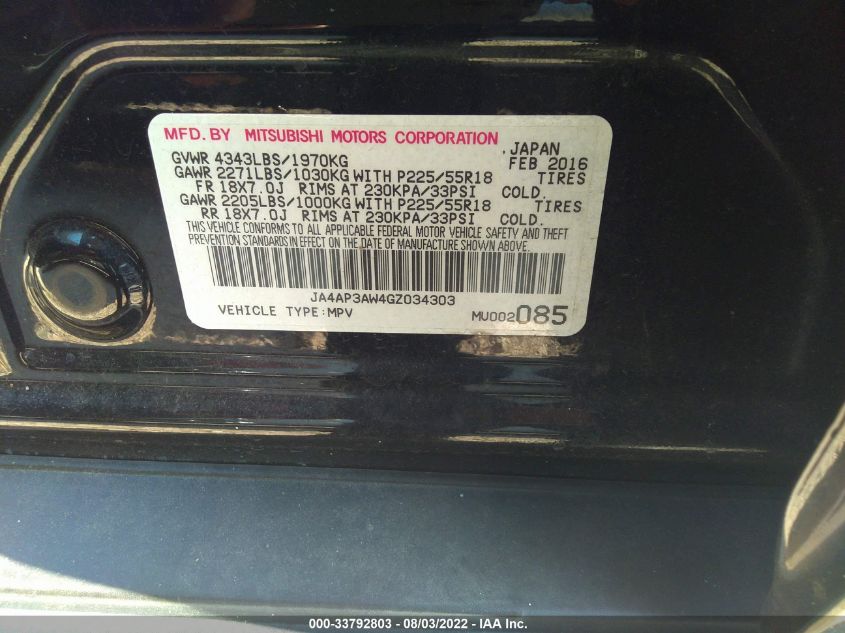 MFD. BY MITSUBISHI MOTORS CORPORATION . JAPAN
GVWR 4343LBS/1970KG FEB 2016
GAWR 2271LBS/1030KG WITH P225/55R18 TIRES
FR 18X7.0J RIMS AT 230KPA/33PSI COLD.
GAWR 2205LBS/1000KG WITH P225/55R18 TIRES
RR 18X7.0J RIMS AT 230KPA/33PSI COLD.
THIS VEHICLE CONFORMS TO ALL APPLICABLE FEDERAL MOTOR VEHICLE SAFETY AND THEFT
PREVENTION STANDARDS IN EFFECT ON THE DATE OF MANUFACTURE SHOWN ABOVE.
JA4AP3AW4GZ034303
VEHICLE TYPE:MPV MU002085
000-33792803 - 08/03/2022 - IAA Inc.